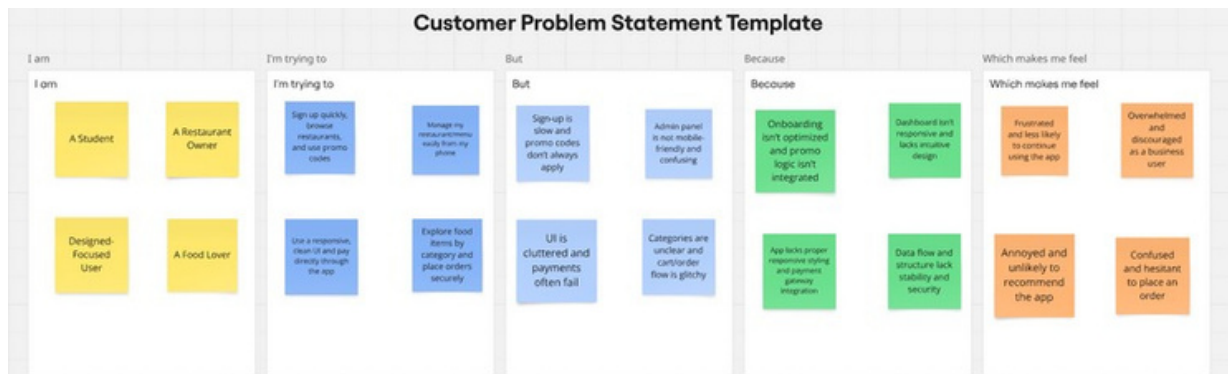 Customer Problem Statement Template
I am
I am
A Student
A Restaurant
Owner
Designed-
Focused
User
A Food Lover
I'm trying to
I'm trying to
Sign up quickly,
browse
restaurants,
and use promo
codes
Manage my
restaurant/menu
easily from my
phone
Use a responsive,
clean UI and pay
directly through
the app
Explore food
items by
category and
place orders
securely
But
But
Sign-up is
slow and
promo codes
don't always
apply
Admin panel
is not mobile-
friendly and
confusing
UI is
cluttered and
payments
often fail
Categories are
unclear and
cart/order
flow is glitchy
Because
Because
Onboarding
isn't optimized
and promo
logic isn't
integrated
Dashboard isn't
responsive and
lacks intuitive
design
App lacks proper
responsive styling
and payment
gateway
integration
Data flow and
structure lack
stability and
security
Which makes me feel
Which makes me feel
Frustrated
and less likely
to continue
using the app
Overwhelmed
and
discouraged
as a business
user
Annoyed and
unlikely to
recommend
the app
Confused
and hesitant
to place an
order